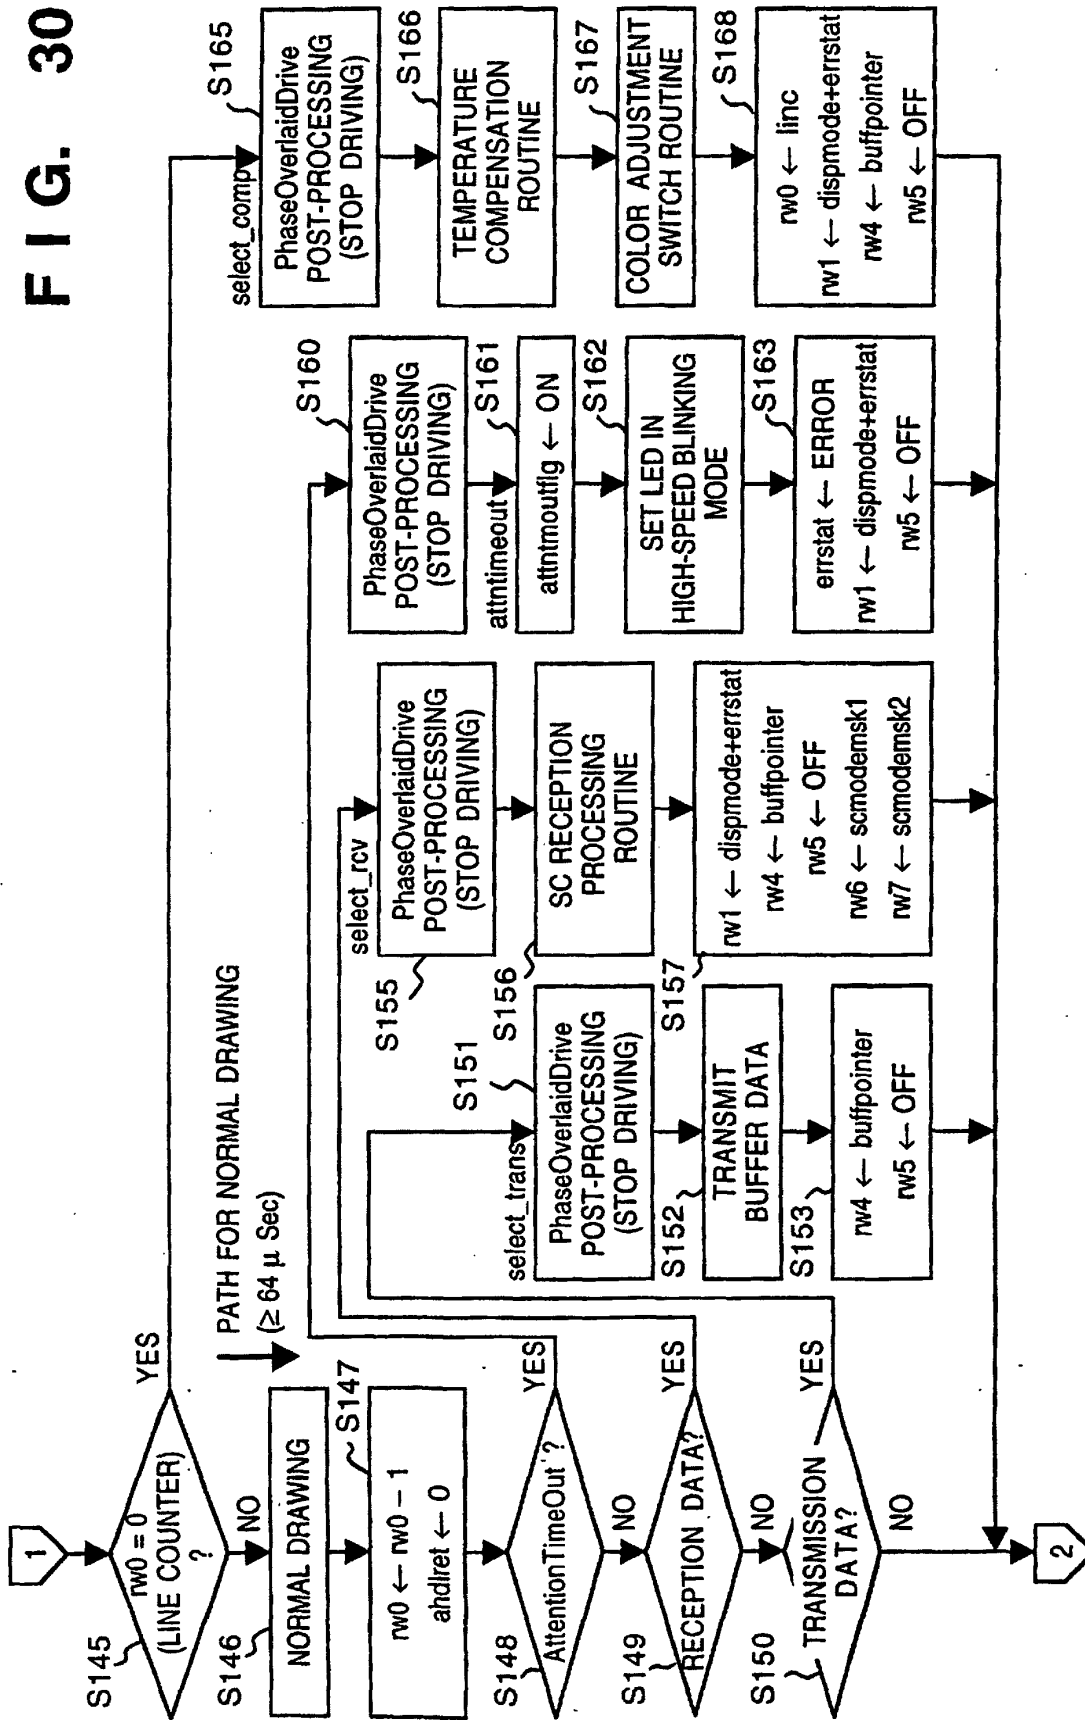 FIG. 30
1
S145
rw0 = 0
(LINE COUNTER)
?
YES
NO
PATH FOR NORMAL DRAWING
(≥ 64 μ Sec)
S146
NORMAL DRAWING
S147
rw0 ← rw0 − 1
ahdlret ← 0
S148
AttentionTimeOut ?
YES
NO
S149
RECEPTION DATA?
YES
NO
S150
TRANSMISSION
DATA?
YES
NO
2
select_trans
S151
PhaseOverlaidDrive
POST-PROCESSING
(STOP DRIVING)
S152
TRANSMIT
BUFFER DATA
S153
rw4 ← buffpointer
rw5 ← OFF
select_rcv
S155
PhaseOverlaidDrive
POST-PROCESSING
(STOP DRIVING)
S156
SC RECEPTION
PROCESSING
ROUTINE
S157
rw1 ← dispmode+errstat
rw4 ← buffpointer
rw5 ← OFF
rw6 ← scmodemsk1
rw7 ← scmodemsk2
S160
PhaseOverlaidDrive
POST-PROCESSING
(STOP DRIVING)
attntimeout
S161
attntmoutflg ← ON
S162
SET LED IN
HIGH-SPEED BLINKING
MODE
S163
errstat ← ERROR
rw1 ← dispmode+errstat
rw5 ← OFF
select_comp
S165
PhaseOverlaidDrive
POST-PROCESSING
(STOP DRIVING)
S166
TEMPERATURE
COMPENSATION
ROUTINE
S167
COLOR ADJUSTMENT
SWITCH ROUTINE
S168
rw0 ← linc
rw1 ← dispmode+errstat
rw4 ← buffpointer
rw5 ← OFF